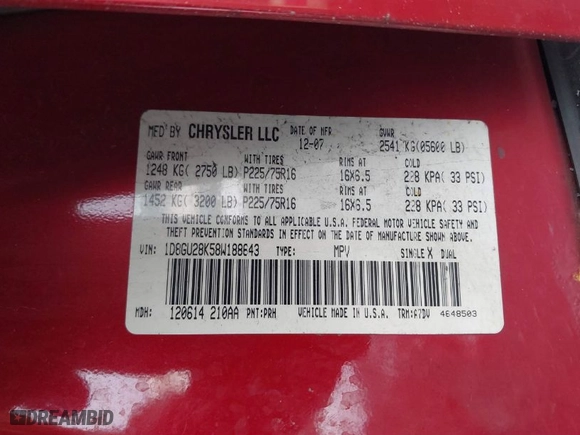 MFD BY CHRYSLER LLC DATE OF MFR 12-07 GVWR 2541 KG(05600 LB)
GAWR FRONT WITH TIRES RIMS AT COLD
1248 KG( 2750 LB) P225/75R16 16X6.5 228 KPA( 33 PSI)
GAWR REAR WITH TIRES RIMS AT COLD
1452 KG( 3200 LB) P225/75R16 16X6.5 228 KPA( 33 PSI)
THIS VEHICLE CONFORMS TO ALL APPLICABLE U.S.A. FEDERAL MOTOR VEHICLE SAFETY AND
THEFT PREVENTION STANDARDS IN EFFECT ON THE DATE OF MANUFACTURE SHOWN ABOVE.
VIN: 1D8GU28K58W188643 TYPE: MPV SINGLE X DUAL
MDH: 120614 210AA PNT:PRH VEHICLE MADE IN U.S.A. TRM:A7DV
4648503
DREAMBID